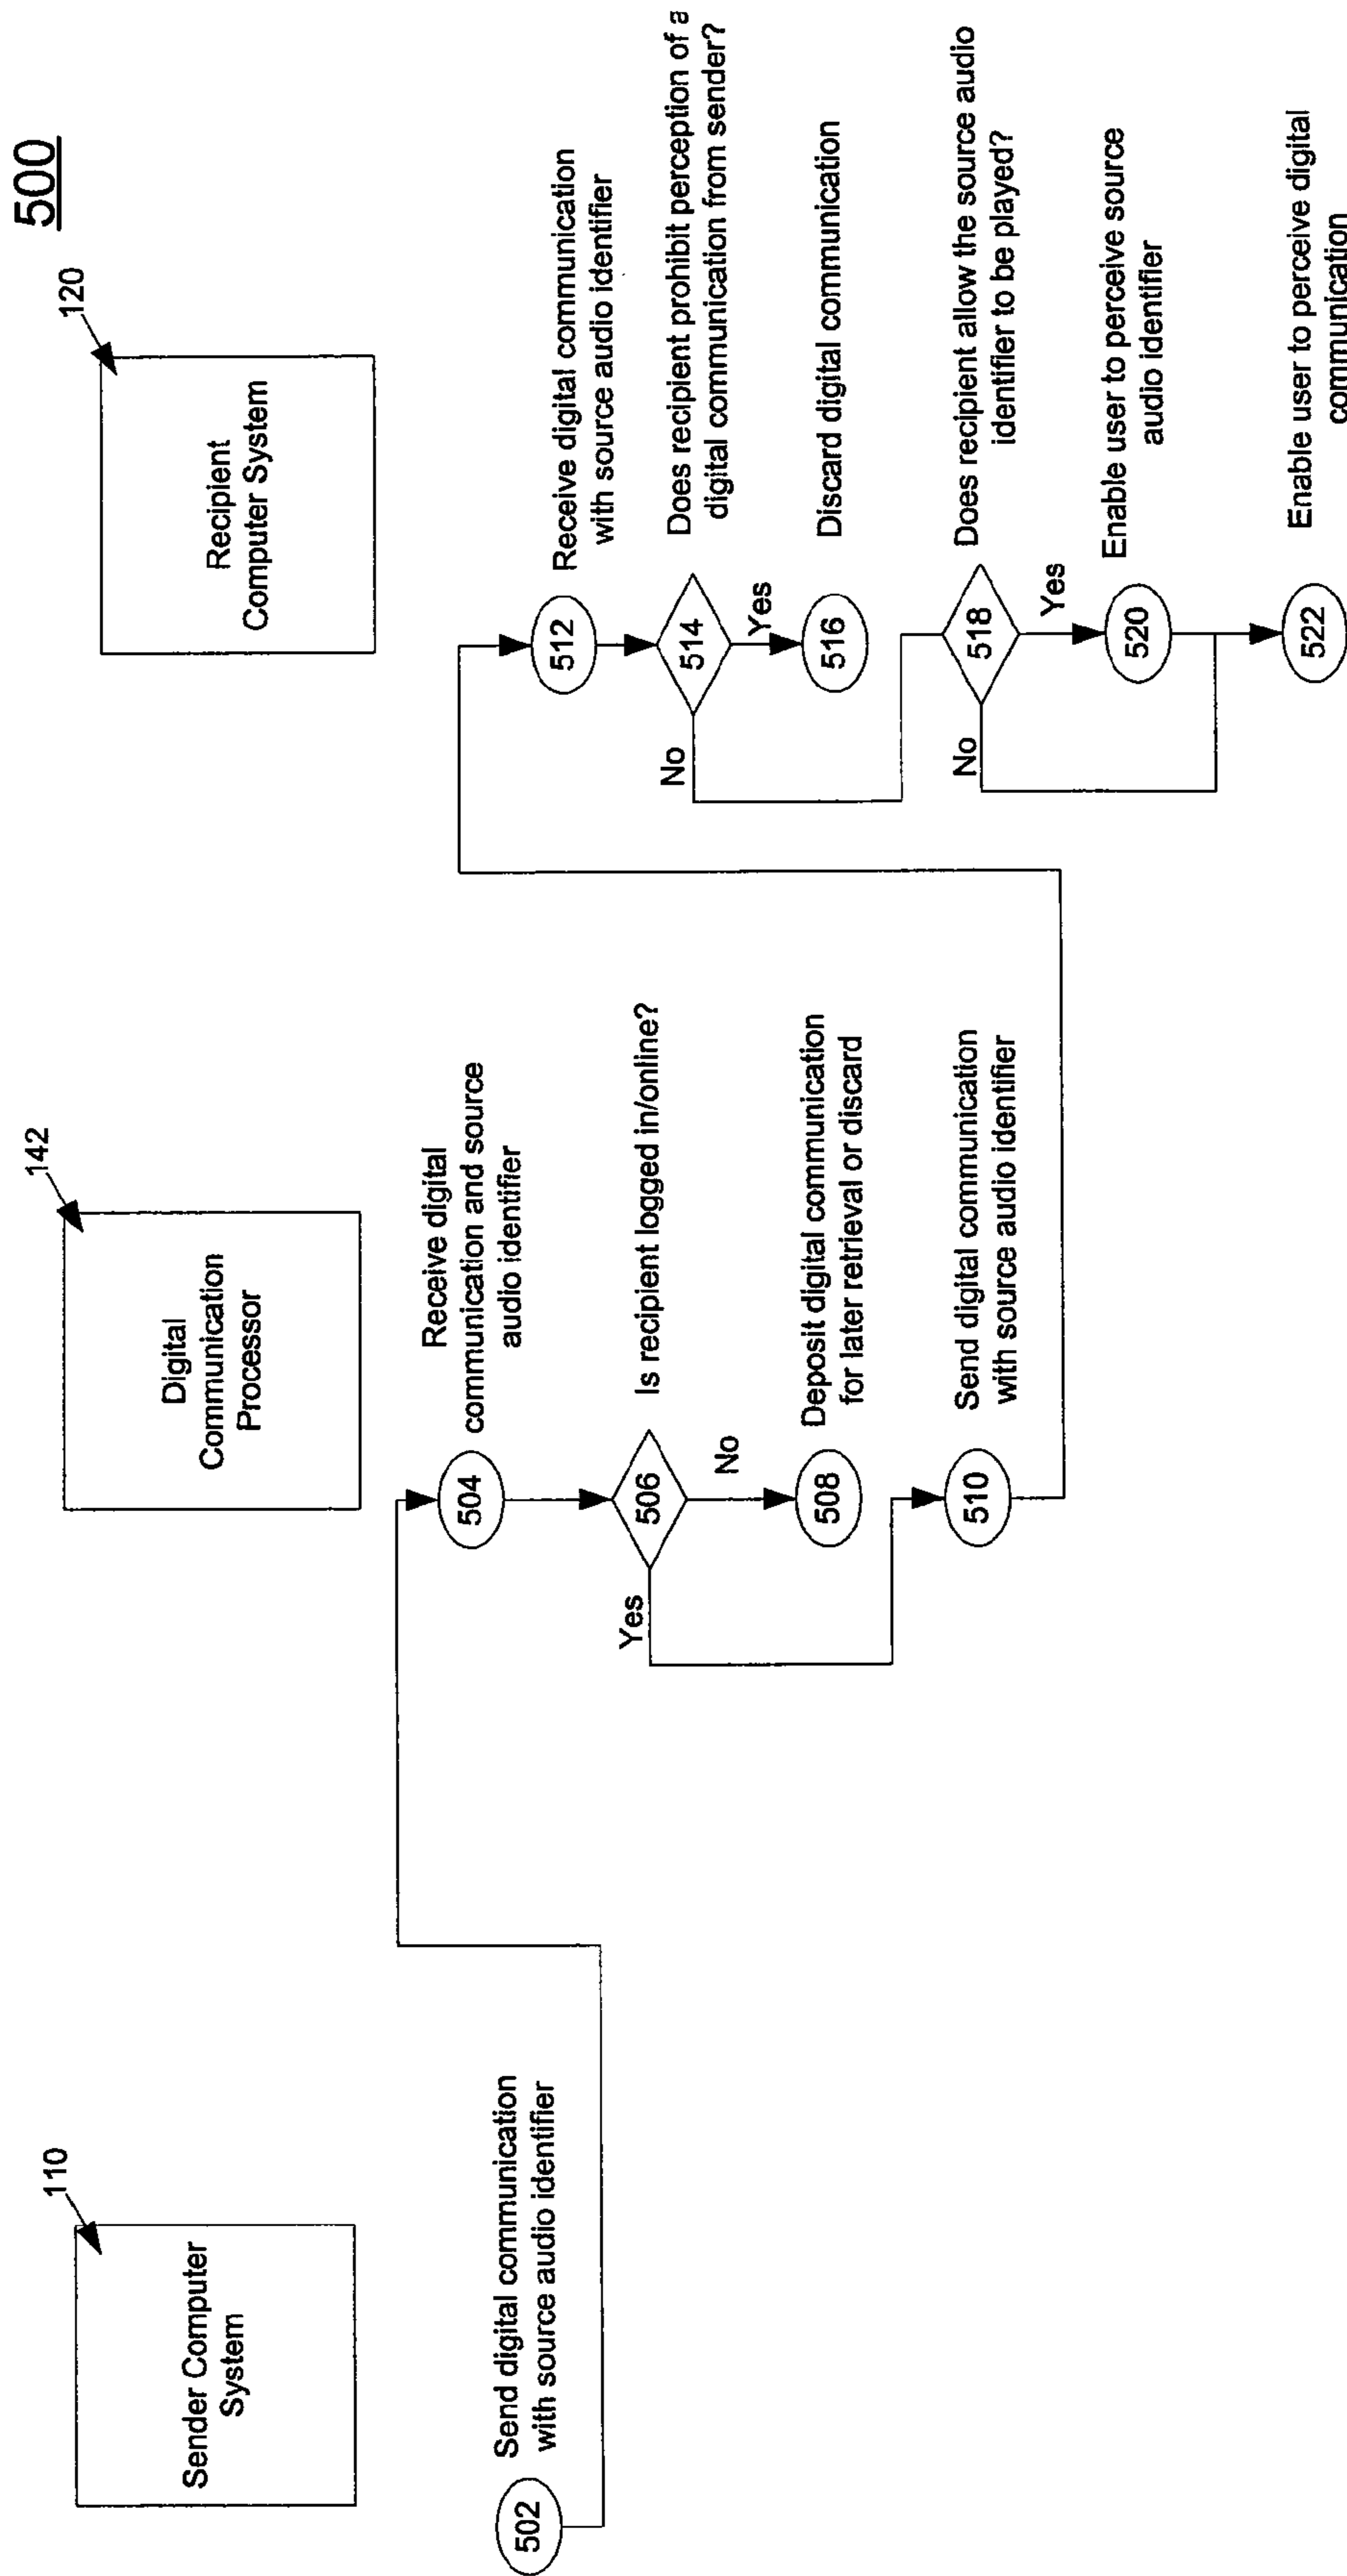 500
110
Sender Computer
System
142
Digital
Communication
Processor
120
Recipient
Computer System
502
Send digital communication
with source audio identifier
504
Receive digital
communication and source
audio identifier
506
Is recipient logged in/online?
Yes
No
508
Deposit digital communication
for later retrieval or discard
510
Send digital communication
with source audio identifier
512
Receive digital communication
with source audio identifier
514
Does recipient prohibit perception of a
digital communication from sender?
No
Yes
516
Discard digital communication
518
Does recipient allow the source audio
identifier to be played?
No
Yes
520
Enable user to perceive source
audio identifier
522
Enable user to perceive digital
communication